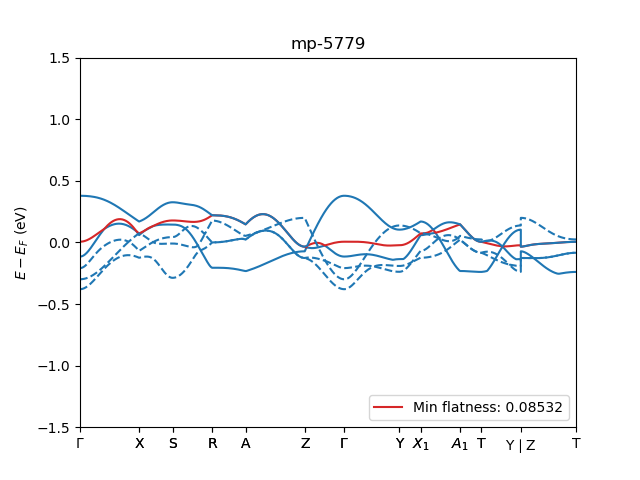 mp-5779
E − E_F (eV)
1.5
1.0
0.5
0.0
−0.5
−1.0
−1.5
Min flatness: 0.08532
Γ X S R A Z Γ Y X₁ A₁ T Y | Z T